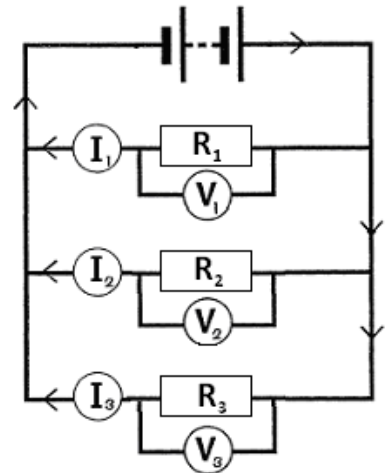 I₁ R₁
V₁
I₂ R₂
V₂
I₃ R₃
V₃